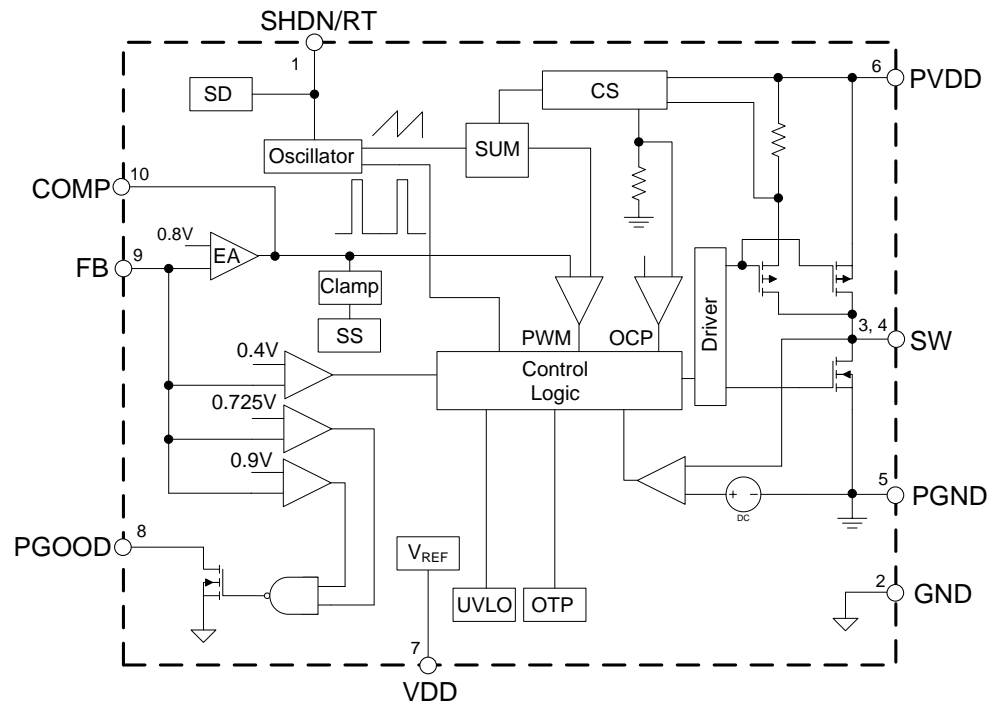 SHDN/RT
1
6
PVDD
SD
CS
Oscillator
SUM
10
COMP
0.8V
EA
9
FB
Clamp
SS
PWM
OCP
Driver
3, 4
SW
0.4V
Control
Logic
0.725V
0.9V
+ −
DC
5
PGND
8
PGOOD
VREF
UVLO
OTP
2
GND
7
VDD